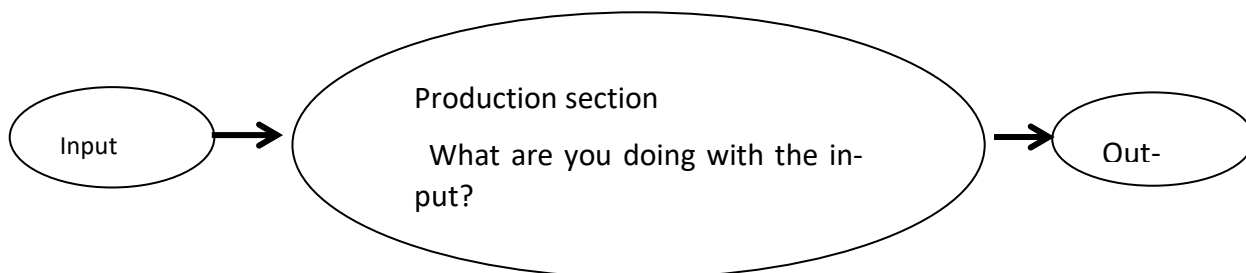 Input
Production section
What are you doing with the in-
put?
Out-